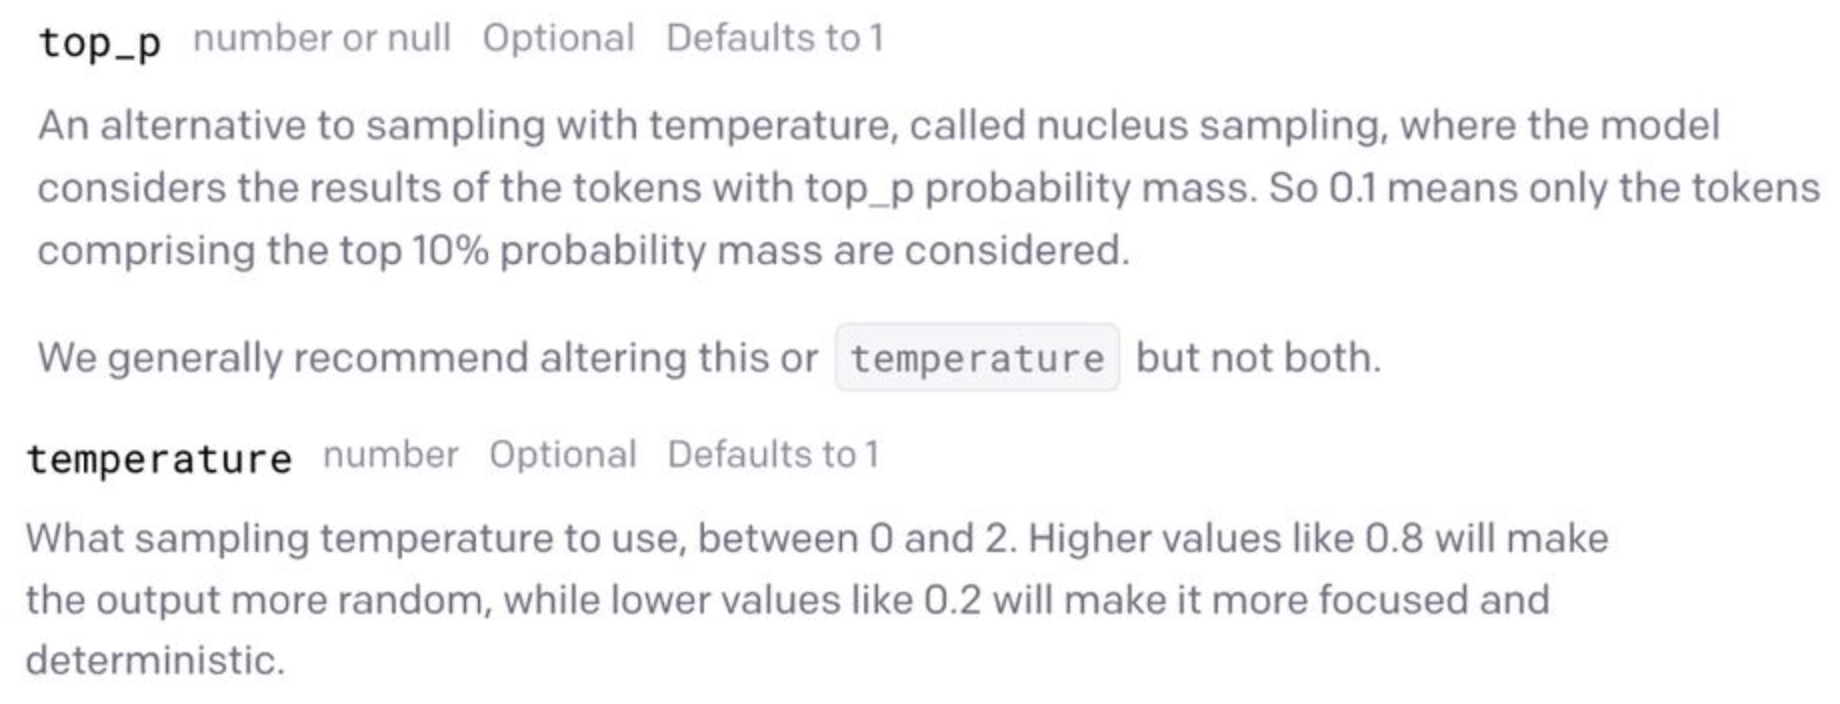 top_p number or null Optional Defaults to 1
An alternative to sampling with temperature, called nucleus sampling, where the model
considers the results of the tokens with top_p probability mass. So 0.1 means only the tokens
comprising the top 10% probability mass are considered.
We generally recommend altering this or temperature but not both.
temperature number Optional Defaults to 1
What sampling temperature to use, between 0 and 2. Higher values like 0.8 will make
the output more random, while lower values like 0.2 will make it more focused and
deterministic.